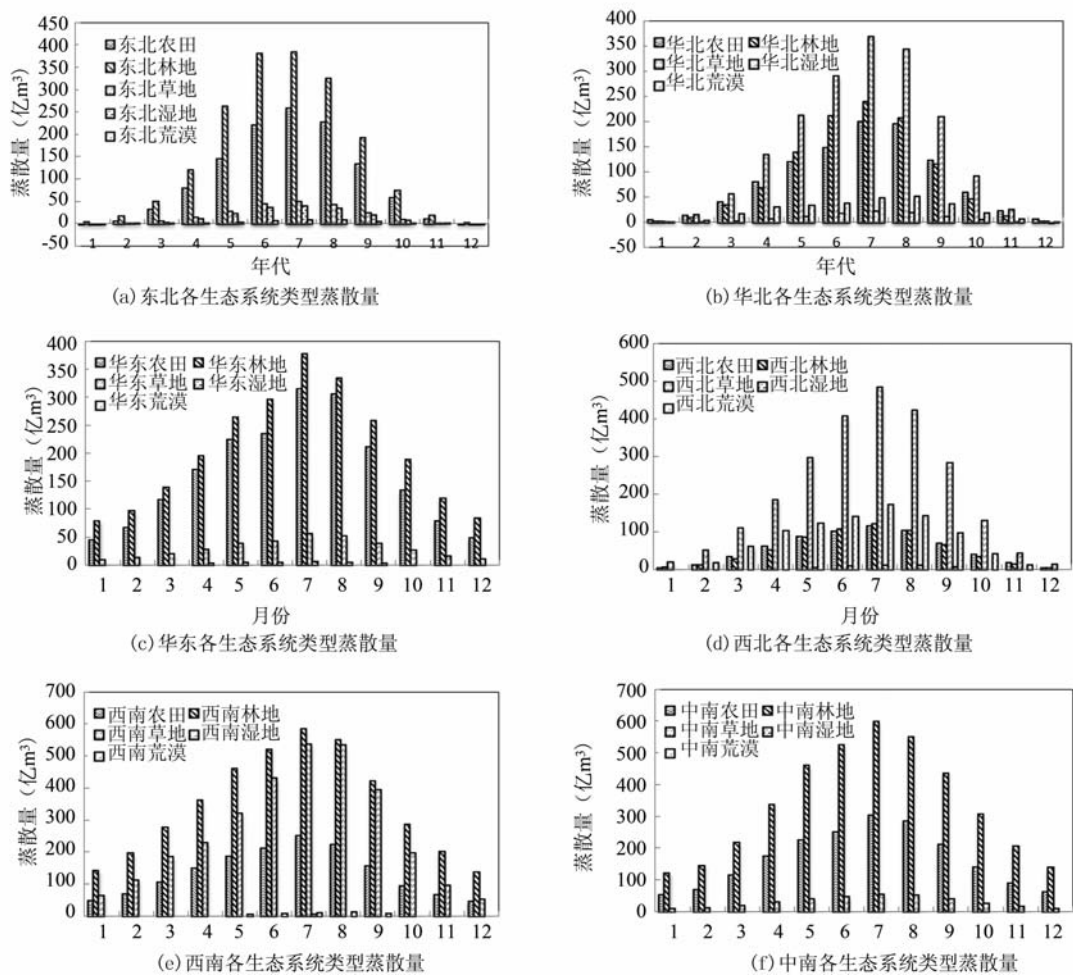 450
400
350
300
250
200
150
100
50
0
-50
蒸散量（亿m³）
东北农田
东北林地
东北草地
东北湿地
东北荒漠
1 2 3 4 5 6 7 8 9 10 11 12
年代
(a)东北各生态系统类型蒸散量
400
350
300
250
200
150
100
50
0
-50
蒸散量（亿m³）
华北农田 华北林地
华北草地 华北湿地
华北荒漠
1 2 3 4 5 6 7 8 9 10 11 12
年代
(b)华北各生态系统类型蒸散量
400
350
300
250
200
150
100
50
0
蒸散量（亿m³）
华东农田 华东林地
华东草地 华东湿地
华东荒漠
1 2 3 4 5 6 7 8 9 10 11 12
月份
(c)华东各生态系统类型蒸散量
600
500
400
300
200
100
0
蒸散量（亿m³）
西北农田 西北林地
西北草地 西北湿地
西北荒漠
1 2 3 4 5 6 7 8 9 10 11 12
月份
(d)西北各生态系统类型蒸散量
700
600
500
400
300
200
100
0
蒸散量（亿m³）
西南农田 西南林地
西南草地 西南湿地
西南荒漠
1 2 3 4 5 6 7 8 9 10 11 12
(e)西南各生态系统类型蒸散量
700
600
500
400
300
200
100
0
蒸散量（亿m³）
中南农田 中南林地
中南草地 中南湿地
中南荒漠
1 2 3 4 5 6 7 8 9 10 11 12
(f)中南各生态系统类型蒸散量